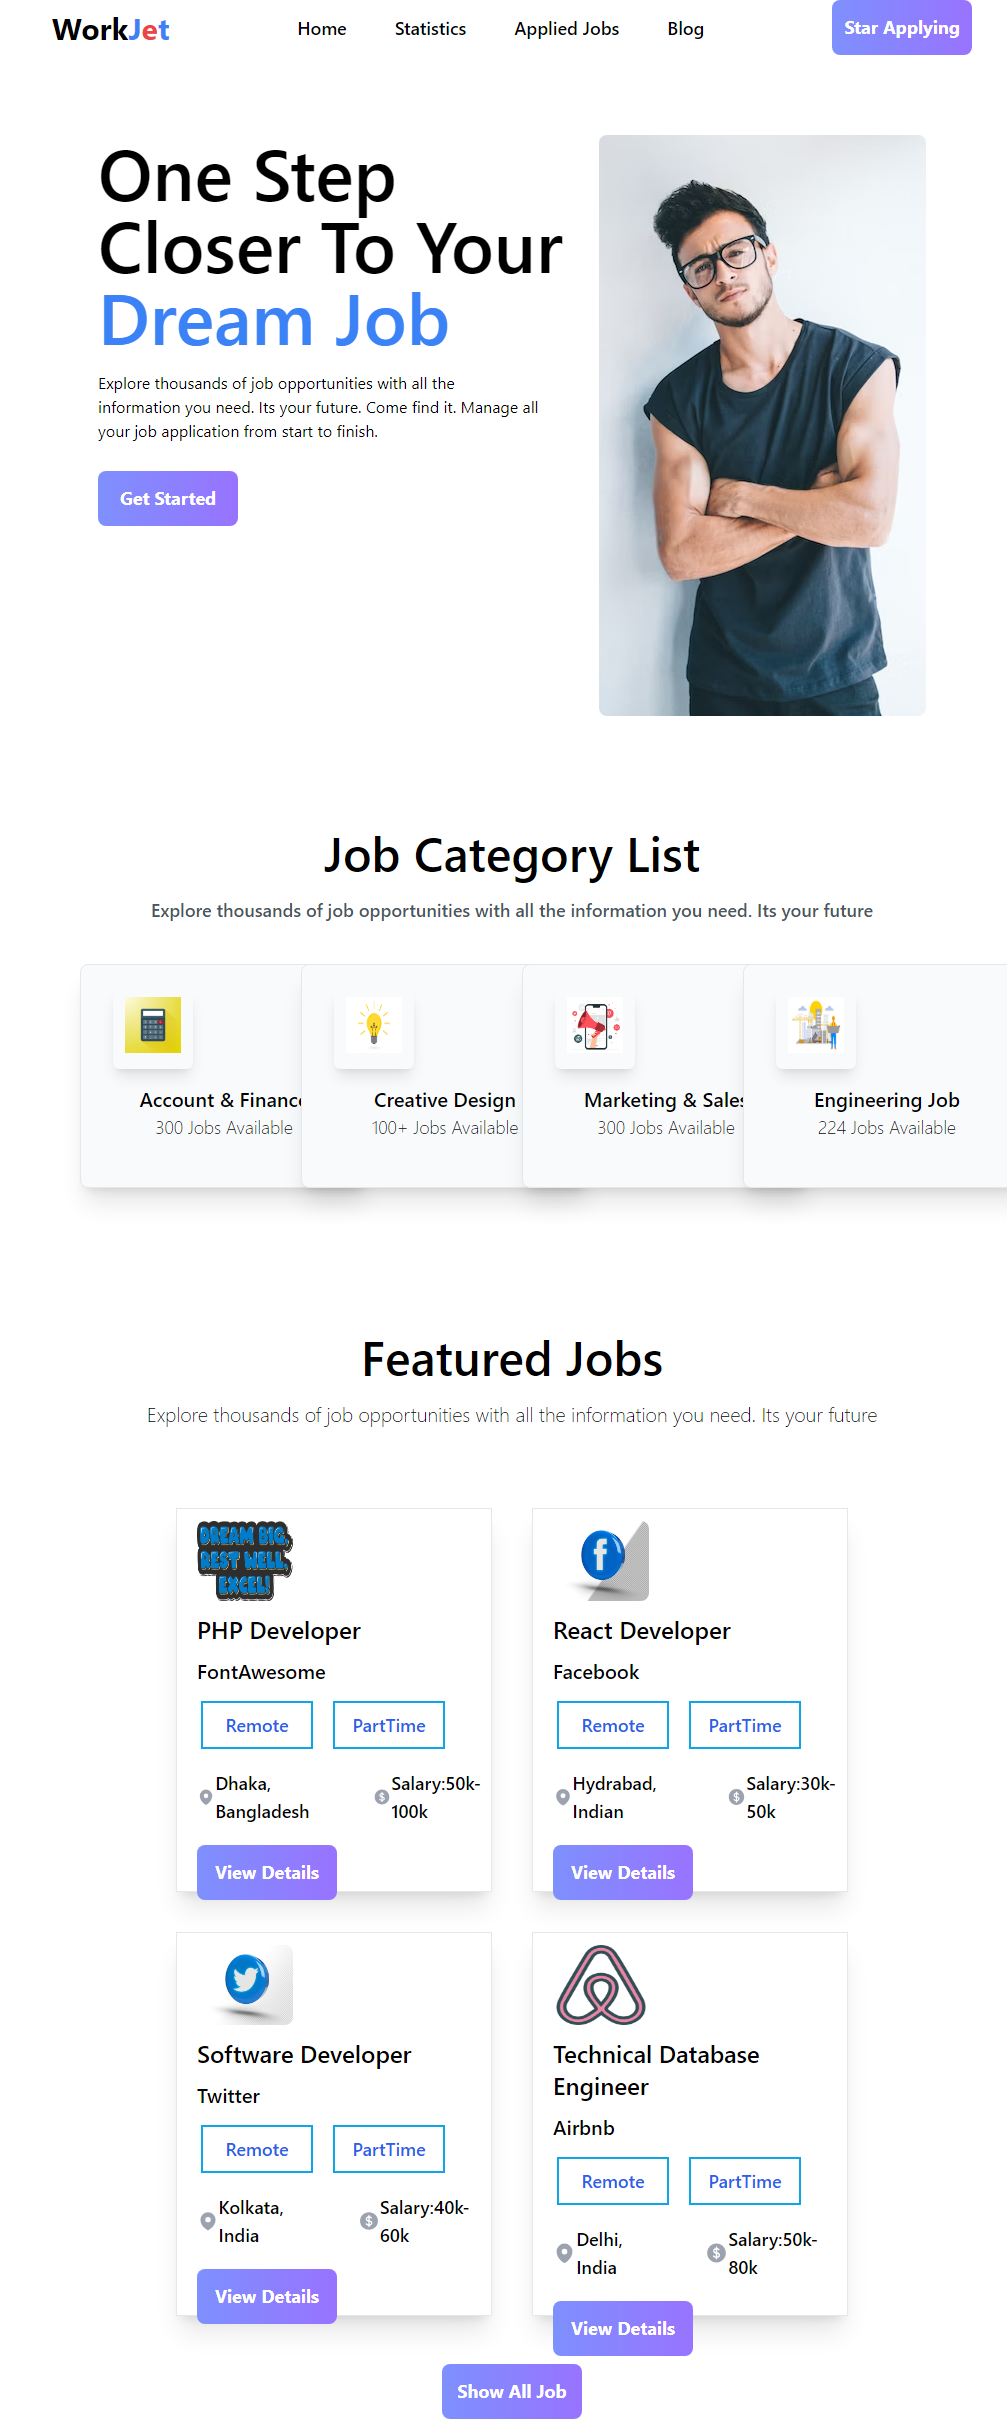 WorkJet
Home Statistics Applied Jobs Blog
Star Applying
One Step
Closer To Your
Dream Job
Explore thousands of job opportunities with all the
information you need. Its your future. Come find it. Manage all
your job application from start to finish.
Get Started
Job Category List
Explore thousands of job opportunities with all the information you need. Its your future
Account & Finance
300 Jobs Available
Creative Design
100+ Jobs Available
Marketing & Sales
300 Jobs Available
Engineering Job
224 Jobs Available
Featured Jobs
Explore thousands of job opportunities with all the information you need. Its your future
DREAM BIG,
REST WELL,
EXCEL!
PHP Developer
FontAwesome
Remote PartTime
Dhaka,
Bangladesh
Salary:50k-
100k
View Details
React Developer
Facebook
Remote PartTime
Hydrabad,
Indian
Salary:30k-
50k
View Details
Software Developer
Twitter
Remote PartTime
Kolkata,
India
Salary:40k-
60k
View Details
Technical Database
Engineer
Airbnb
Remote PartTime
Delhi,
India
Salary:50k-
80k
View Details
Show All Job